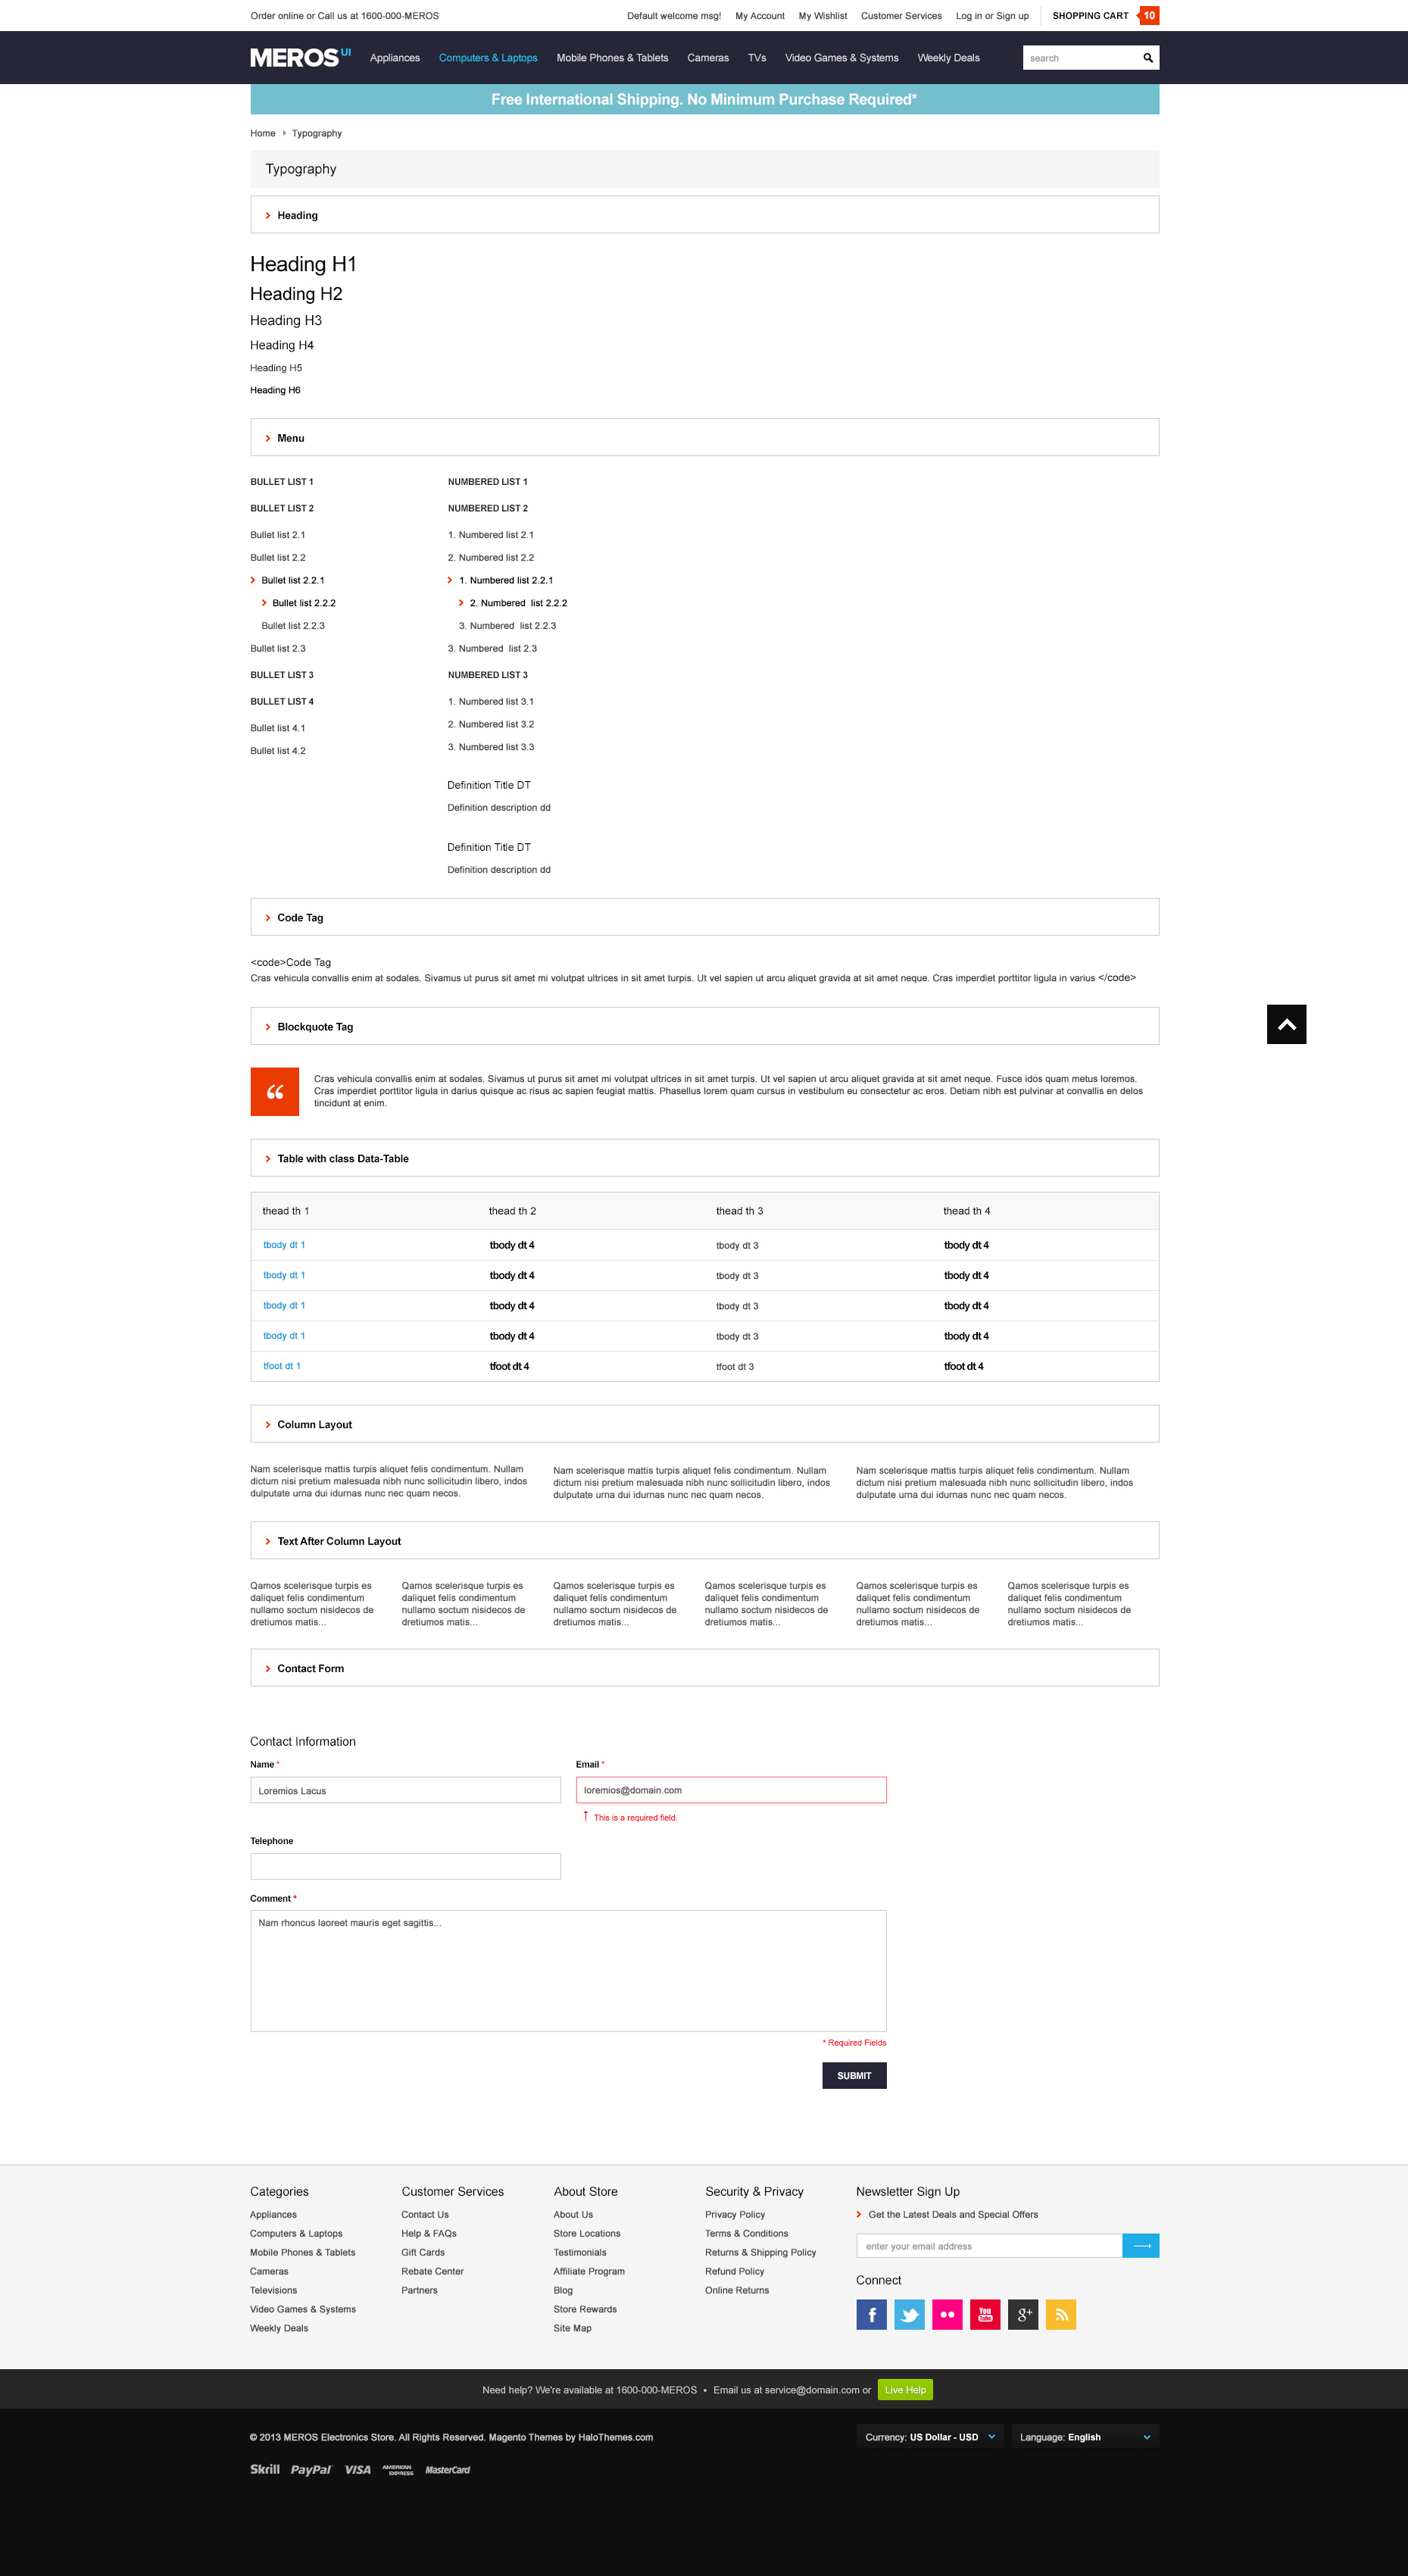 Order online or Call us at 1600-000-MEROS
Default welcome msg! My Account My Wishlist Customer Services Log in or Sign up SHOPPING CART 10
MEROS UI Appliances Computers & Laptops Mobile Phones & Tablets Cameras TVs Video Games & Systems Weekly Deals search
Free International Shipping. No Minimum Purchase Required*
Home Typography
Typography
Heading
Heading H1
Heading H2
Heading H3
Heading H4
Heading H5
Heading H6
Menu
BULLET LIST 1
BULLET LIST 2
Bullet list 2.1
Bullet list 2.2
Bullet list 2.2.1
Bullet list 2.2.2
Bullet list 2.2.3
Bullet list 2.3
BULLET LIST 3
BULLET LIST 4
Bullet list 4.1
Bullet list 4.2
NUMBERED LIST 1
NUMBERED LIST 2
1. Numbered list 2.1
2. Numbered list 2.2
1. Numbered list 2.2.1
2. Numbered list 2.2.2
3. Numbered list 2.2.3
3. Numbered list 2.3
NUMBERED LIST 3
1. Numbered list 3.1
2. Numbered list 3.2
3. Numbered list 3.3
Definition Title DT
Definition description dd
Definition Title DT
Definition description dd
Code Tag
<code>Code Tag
Cras vehicula convallis enim at sodales. Sivamus ut purus sit amet mi volutpat ultrices in sit amet turpis. Ut vel sapien ut arcu aliquet gravida at sit amet neque. Cras imperdiet porttitor ligula in varius </code>
Blockquote Tag
“
Cras vehicula convallis enim at sodales. Sivamus ut purus sit amet mi volutpat ultrices in sit amet turpis. Ut vel sapien ut arcu aliquet gravida at sit amet neque. Fusce idos quam metus loremos.
Cras imperdiet porttitor ligula in darius quisque ac risus ac sapien feugiat mattis. Phasellus lorem quam cursus in vestibulum eu consectetur ac eros. Detiam nibh est pulvinar at convallis en delos
tincidunt at enim.
Table with class Data-Table
thead th 1 thead th 2 thead th 3 thead th 4
tbody dt 1 tbody dt 4 tbody dt 3 tbody dt 4
tbody dt 1 tbody dt 4 tbody dt 3 tbody dt 4
tbody dt 1 tbody dt 4 tbody dt 3 tbody dt 4
tbody dt 1 tbody dt 4 tbody dt 3 tbody dt 4
tfoot dt 1 tfoot dt 4 tfoot dt 3 tfoot dt 4
Column Layout
Nam scelerisque mattis turpis aliquet felis condimentum. Nullam
dictum nisi pretium malesuada nibh nunc sollicitudin libero, indos
dulputate urna dui idurnas nunc nec quam necos.
Nam scelerisque mattis turpis aliquet felis condimentum. Nullam
dictum nisi pretium malesuada nibh nunc sollicitudin libero, indos
dulputate urna dui idurnas nunc nec quam necos.
Nam scelerisque mattis turpis aliquet felis condimentum. Nullam
dictum nisi pretium malesuada nibh nunc sollicitudin libero, indos
dulputate urna dui idurnas nunc nec quam necos.
Text After Column Layout
Qamos scelerisque turpis es
daliquet felis condimentum
nullamo soctum nisidecos de
dretiumos matis...
Qamos scelerisque turpis es
daliquet felis condimentum
nullamo soctum nisidecos de
dretiumos matis...
Qamos scelerisque turpis es
daliquet felis condimentum
nullamo soctum nisidecos de
dretiumos matis...
Qamos scelerisque turpis es
daliquet felis condimentum
nullamo soctum nisidecos de
dretiumos matis...
Qamos scelerisque turpis es
daliquet felis condimentum
nullamo soctum nisidecos de
dretiumos matis...
Qamos scelerisque turpis es
daliquet felis condimentum
nullamo soctum nisidecos de
dretiumos matis...
Contact Form
Contact Information
Name *
Loremios Lacus
Email *
loremios@domain.com
This is a required field.
Telephone
Comment *
Nam rhoncus laoreet mauris eget sagittis...
* Required Fields
SUBMIT
Categories
Appliances
Computers & Laptops
Mobile Phones & Tablets
Cameras
Televisions
Video Games & Systems
Weekly Deals
Customer Services
Contact Us
Help & FAQs
Gift Cards
Rebate Center
Partners
About Store
About Us
Store Locations
Testimonials
Affiliate Program
Blog
Store Rewards
Site Map
Security & Privacy
Privacy Policy
Terms & Conditions
Returns & Shipping Policy
Refund Policy
Online Returns
Newsletter Sign Up
Get the Latest Deals and Special Offers
enter your email address
Connect
f You Tube g+
Need help? We're available at 1600-000-MEROS • Email us at service@domain.com or Live Help
© 2013 MEROS Electronics Store. All Rights Reserved. Magento Themes by HaloThemes.com
Currency: US Dollar - USD Language: English
Skrill PayPal VISA AMERICAN EXPRESS MasterCard